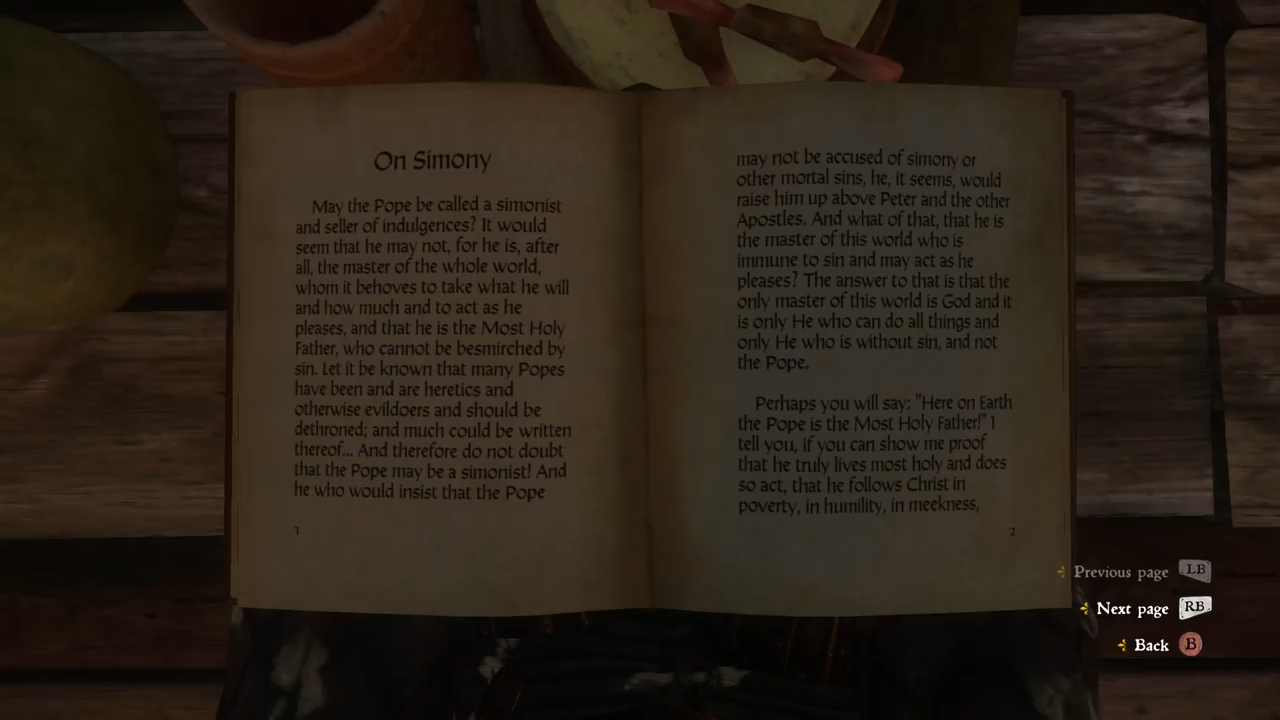 On Simony
May the Pope be called a simonist
and seller of indulgences? It would
seem that he may not, for he is, after
all, the master of the whole world,
whom it behoves to take what he will
and how much and to act as he
pleases, and that he is the Most Holy
Father, who cannot be besmirched by
sin. Let it be known that many Popes
have been and are heretics and
otherwise evildoers and should be
dethroned; and much could be written
thereof... And therefore do not doubt
that the Pope may be a simonist! And
he who would insist that the Pope
1
may not be accused of simony or
other mortal sins, he, it seems, would
raise him up above Peter and the other
Apostles. And what of that, that he is
the master of this world who is
immune to sin and may act as he
pleases? The answer to that is that the
only master of this world is God and it
is only He who can do all things and
only He who is without sin, and not
the Pope.
Perhaps you will say: "Here on Earth
the Pope is the Most Holy Father!" I
tell you, if you can show me proof
that he truly lives most holy and does
so act, that he follows Christ in
poverty, in humility, in meekness,
2
Previous page LB
Next page RB
Back B